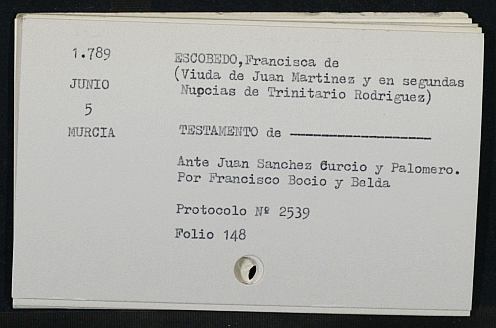 1.789
JUNIO
5
MURCIA
ESCOBEDO,Francisca de
(Viuda de Juan Martinez y en segundas
Nupcias de Trinitario Rodriguez)
TESTAMENTO de ------------------
Ante Juan Sanchez Curcio y Palomero.
Por Francisco Bocio y Belda
Protocolo Nº 2539
Folio 148